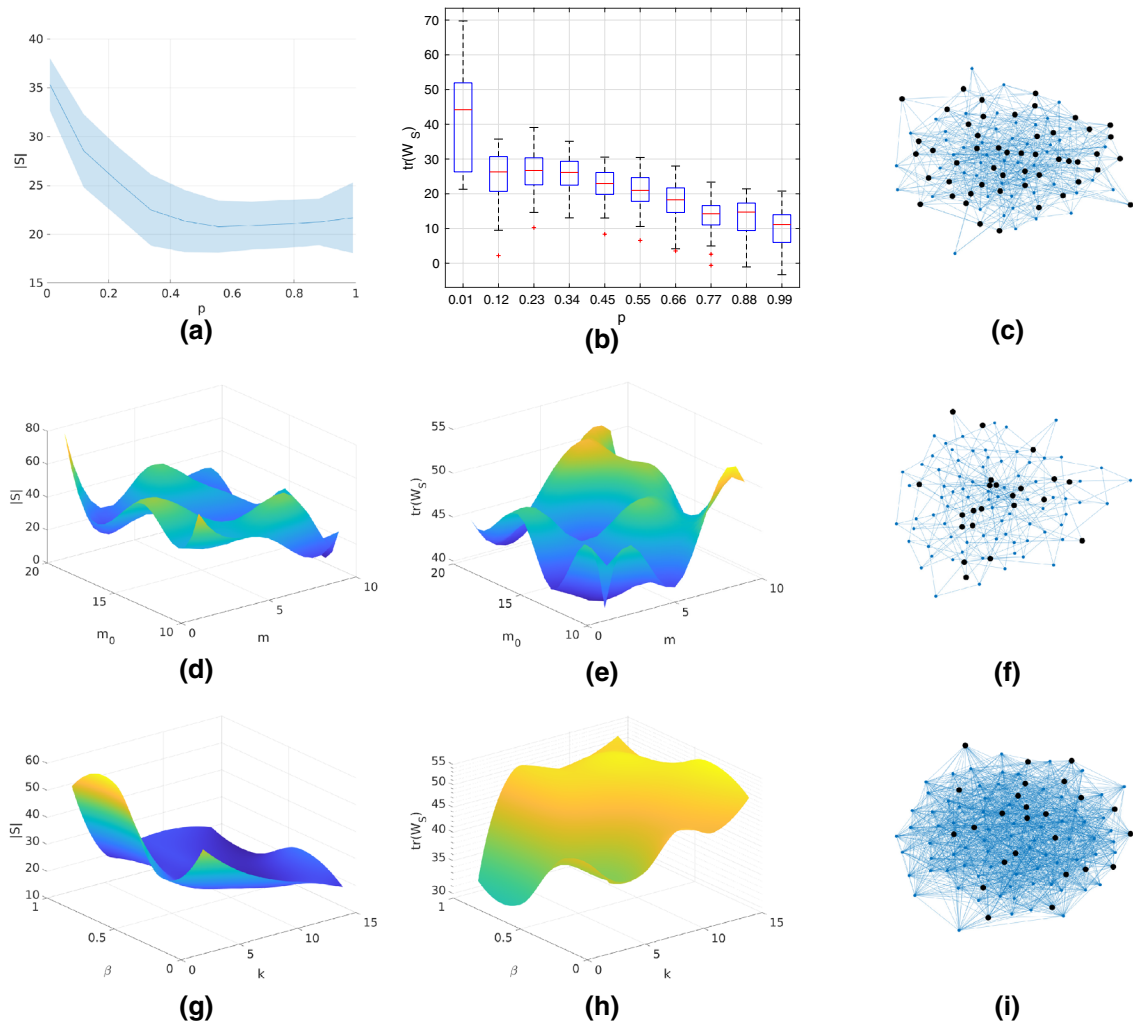 40
35
30
25
20
15
|S|
0
0.2
0.4
0.6
0.8
1
p
(a)
70
60
50
40
30
20
10
0
tr(W_S)
0.01 0.12 0.23 0.34 0.45 0.55 0.66 0.77 0.88 0.99
p
(b)
(c)
80
60
40
20
0
|S|
20
15
10
m_0
0
5
10
m
(d)
55
50
45
40
tr(W_S)
20
15
10
m_0
0
5
10
m
(e)
(f)
60
50
40
30
20
10
|S|
1
0.5
0
β
0
5
10
15
k
(g)
55
50
45
40
35
30
tr(W_S)
1
0.5
0
β
0
5
10
15
k
(h)
(i)